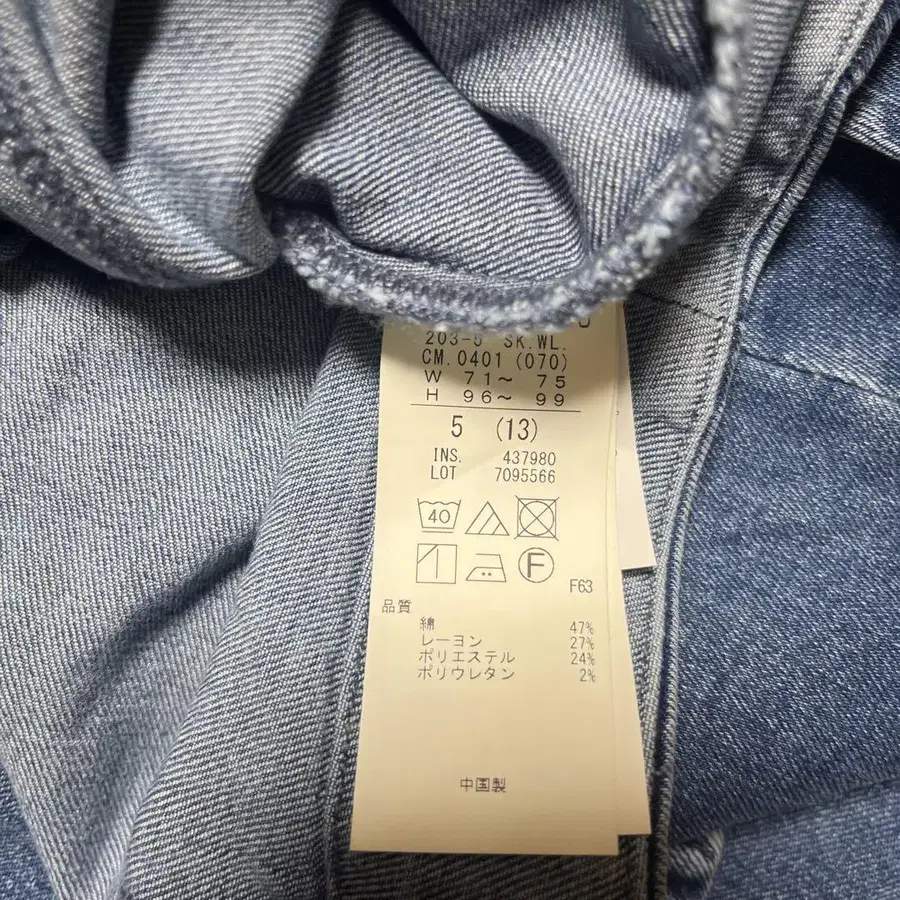 203-5 SK.WL.
CM.0401(070)
W 71～ 75
H 96～ 99
5 (13)
INS. 437980
LOT 7095566
40
F
F63
品質
綿 47%
レーヨン 27%
ポリエステル 24%
ポリウレタン 2%
中国製